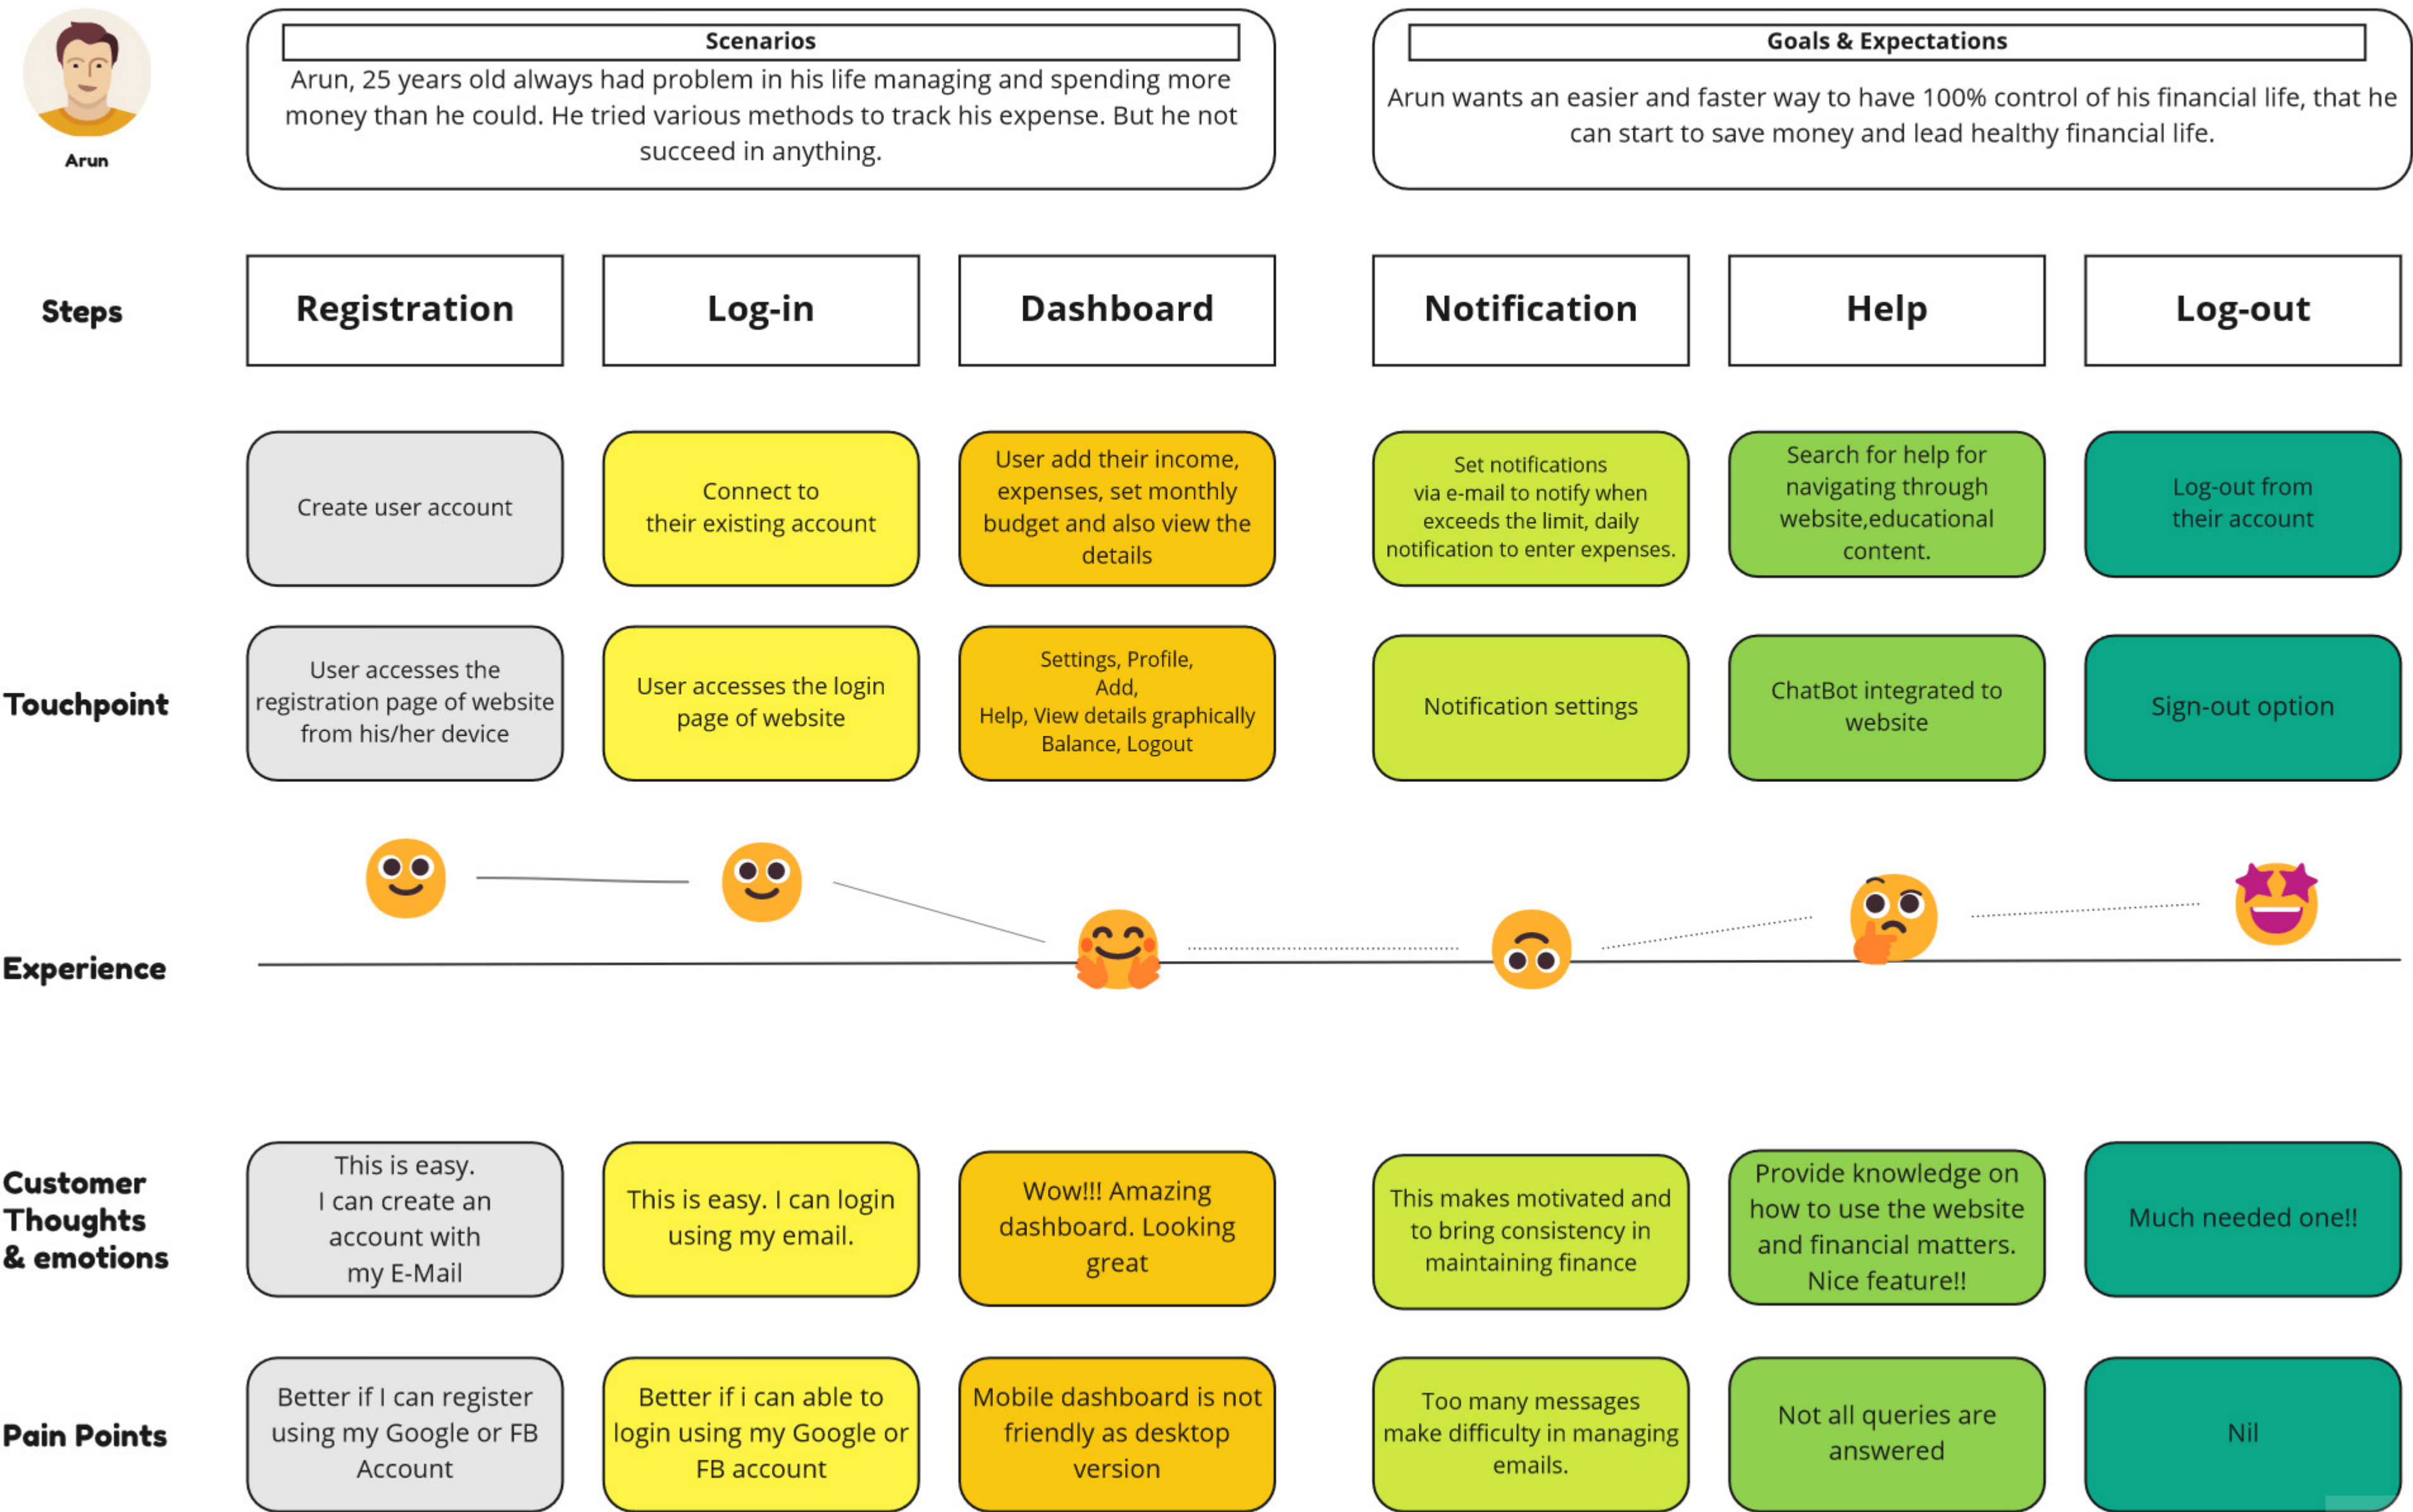 Scenarios
Arun, 25 years old always had problem in his life managing and spending more
money than he could. He tried various methods to track his expense. But he not
succeed in anything.
Arun
Goals & Expectations
Arun wants an easier and faster way to have 100% control of his financial life, that he
can start to save money and lead healthy financial life.
Steps
Registration
Log-in
Dashboard
Notification
Help
Log-out
Create user account
Connect to
their existing account
User add their income,
expenses, set monthly
budget and also view the
details
Set notifications
via e-mail to notify when
exceeds the limit, daily
notification to enter expenses.
Search for help for
navigating through
website,educational
content.
Log-out from
their account
Touchpoint
User accesses the
registration page of website
from his/her device
User accesses the login
page of website
Settings, Profile,
Add,
Help, View details graphically
Balance, Logout
Notification settings
ChatBot integrated to
website
Sign-out option
Experience
Customer
Thoughts
& emotions
This is easy.
I can create an
account with
my E-Mail
This is easy. I can login
using my email.
Wow!!! Amazing
dashboard. Looking
great
This makes motivated and
to bring consistency in
maintaining finance
Provide knowledge on
how to use the website
and financial matters.
Nice feature!!
Much needed one!!
Pain Points
Better if I can register
using my Google or FB
Account
Better if i can able to
login using my Google or
FB account
Mobile dashboard is not
friendly as desktop
version
Too many messages
make difficulty in managing
emails.
Not all queries are
answered
Nil